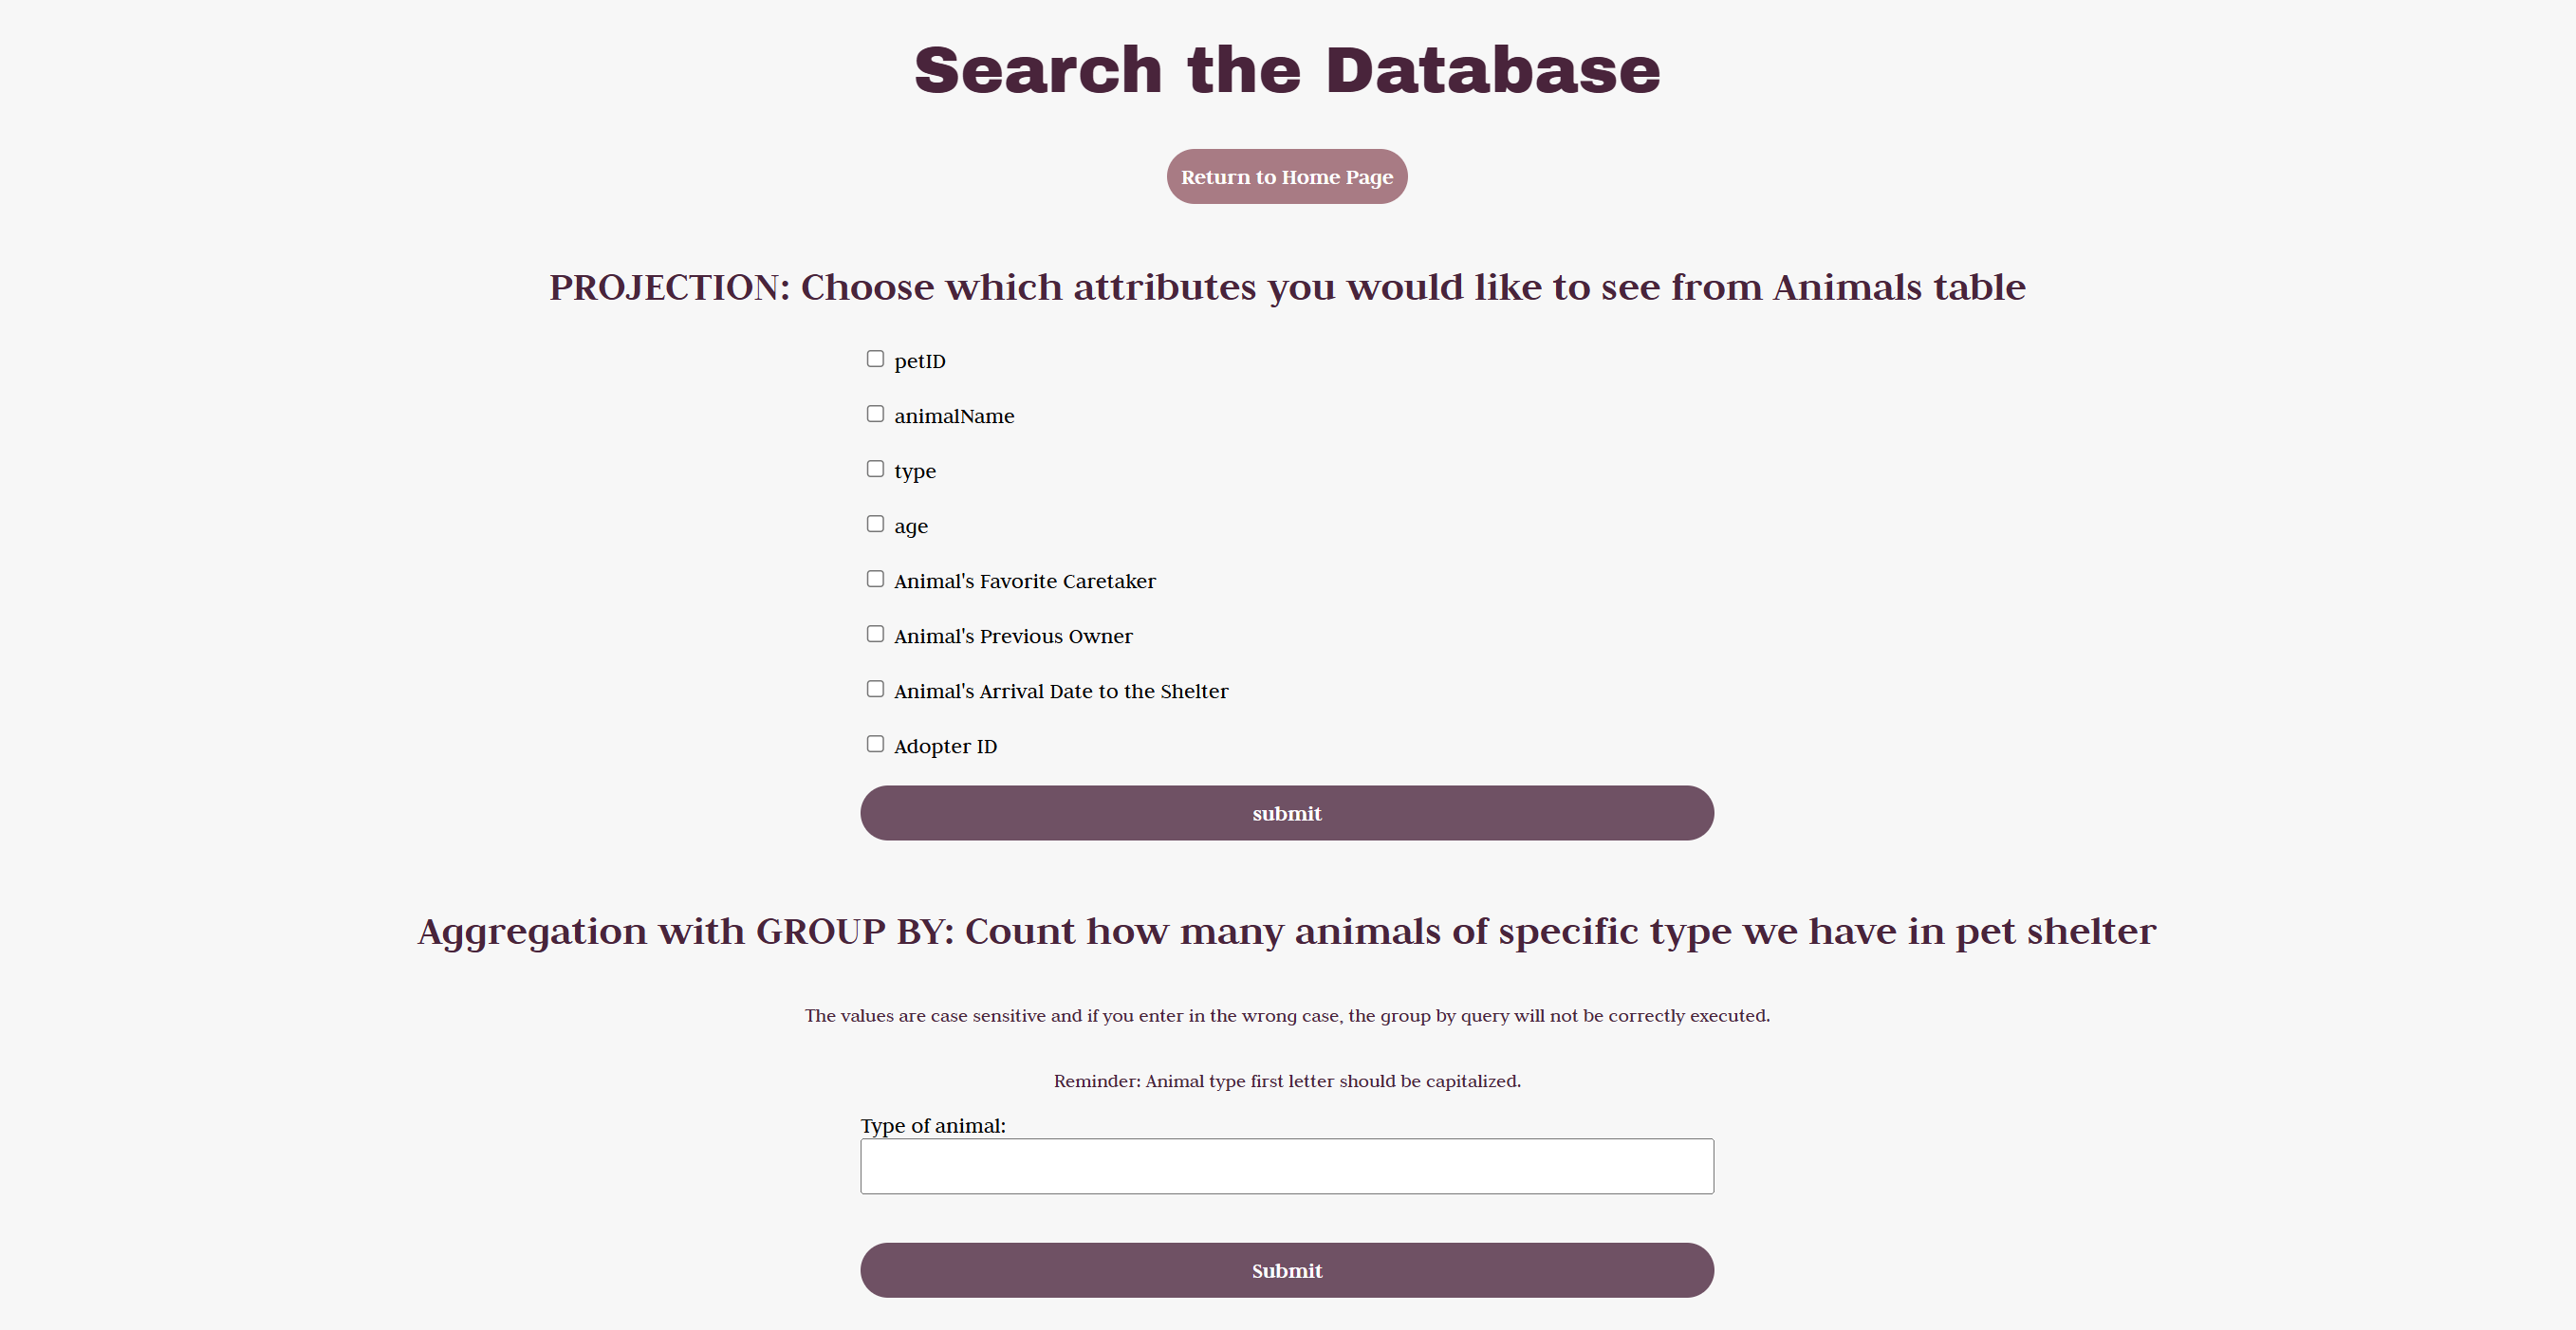 Search the Database
Return to Home Page
PROJECTION: Choose which attributes you would like to see from Animals table
petID
animalName
type
age
Animal's Favorite Caretaker
Animal's Previous Owner
Animal's Arrival Date to the Shelter
Adopter ID
submit
Aggregation with GROUP BY: Count how many animals of specific type we have in pet shelter
The values are case sensitive and if you enter in the wrong case, the group by query will not be correctly executed.
Reminder: Animal type first letter should be capitalized.
Type of animal:
Submit